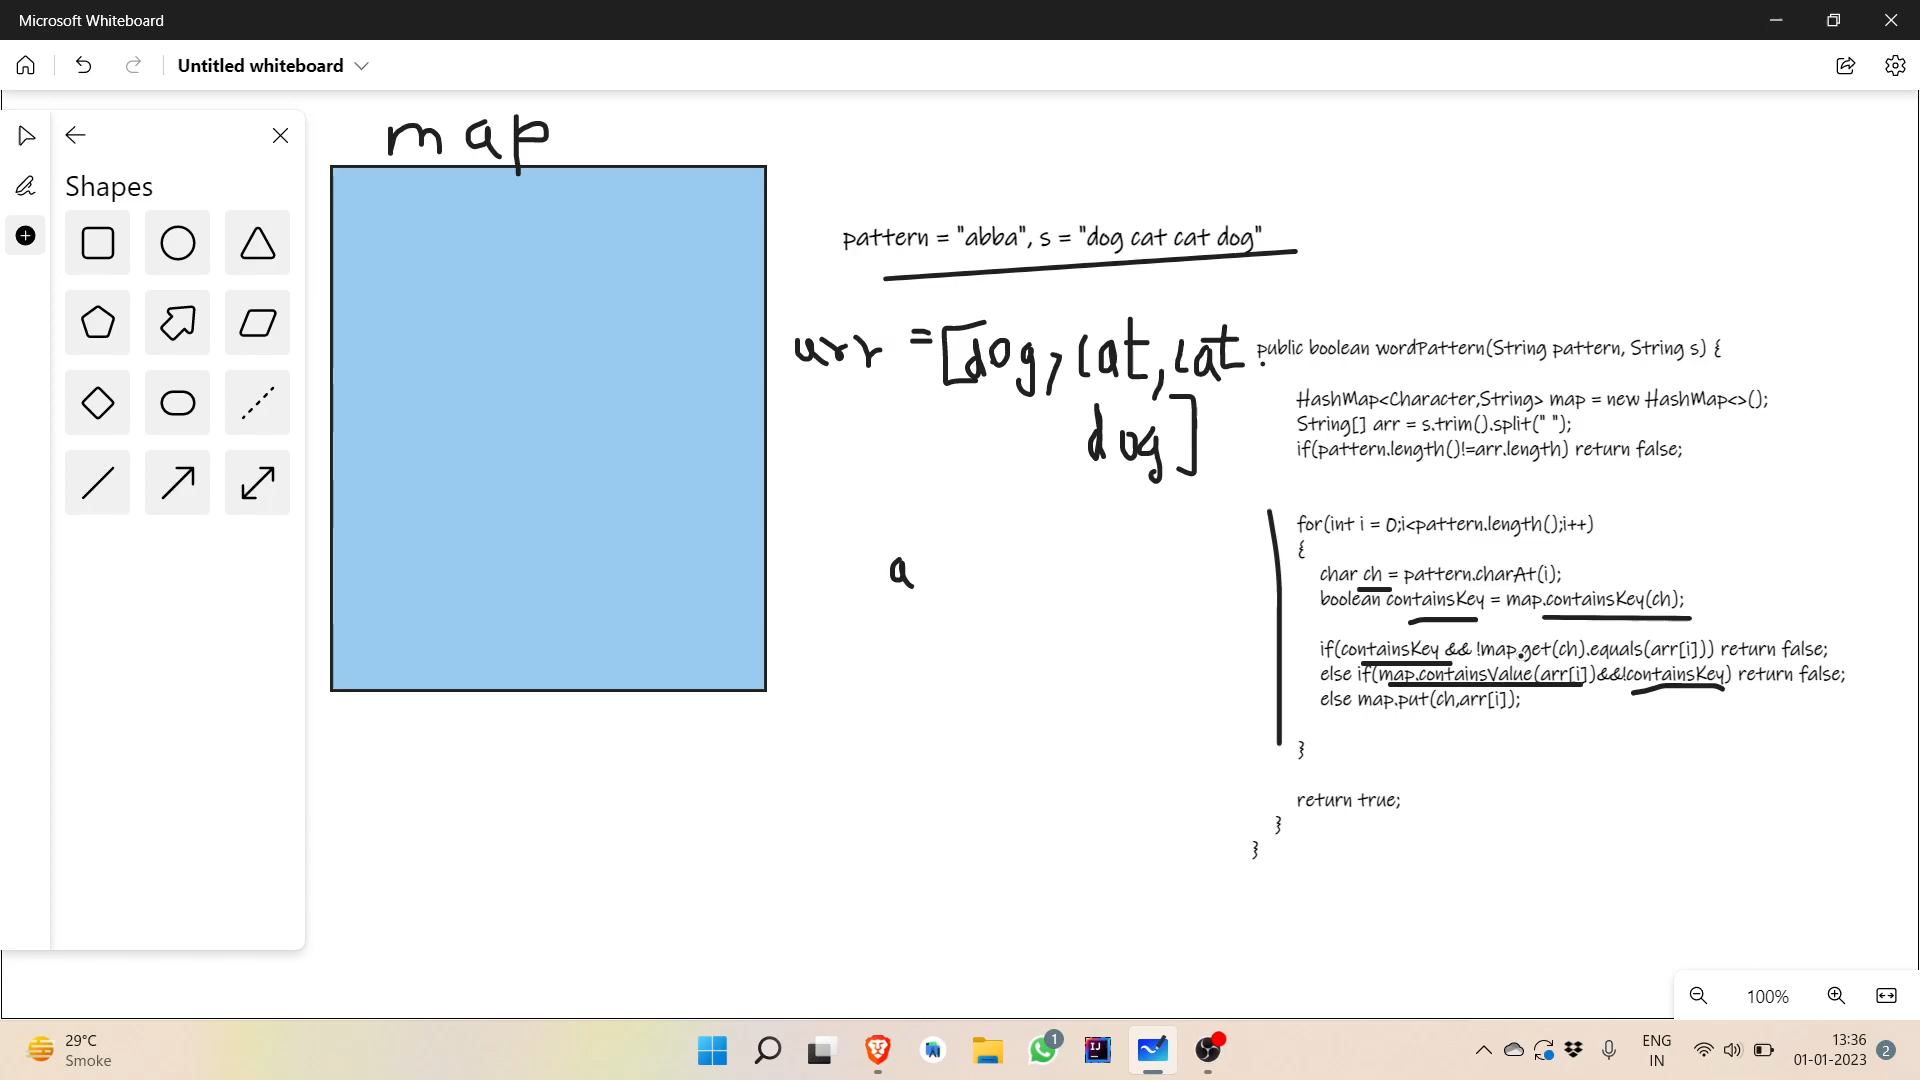 Microsoft Whiteboard
Untitled whiteboard
Shapes
map
pattern = "abba", s = "dog cat cat dog"
arr = [dog, cat, cat
dog]
a
public boolean wordPattern(String pattern, String s) {
HashMap<Character,String> map = new HashMap<>();
String[] arr = s.trim().split(" ");
if(pattern.length()!=arr.length) return false;
for(int i = 0;i<pattern.length();i++)
{
char ch = pattern.charAt(i);
boolean containsKey = map.containsKey(ch);
if(containsKey && !map.get(ch).equals(arr[i])) return false;
else if(map.containsValue(arr[i])&&!containsKey) return false;
else map.put(ch,arr[i]);
}
return true;
}
}
100%
29°C
Smoke
1
IJ
ENG
IN
13:36
01-01-2023
2